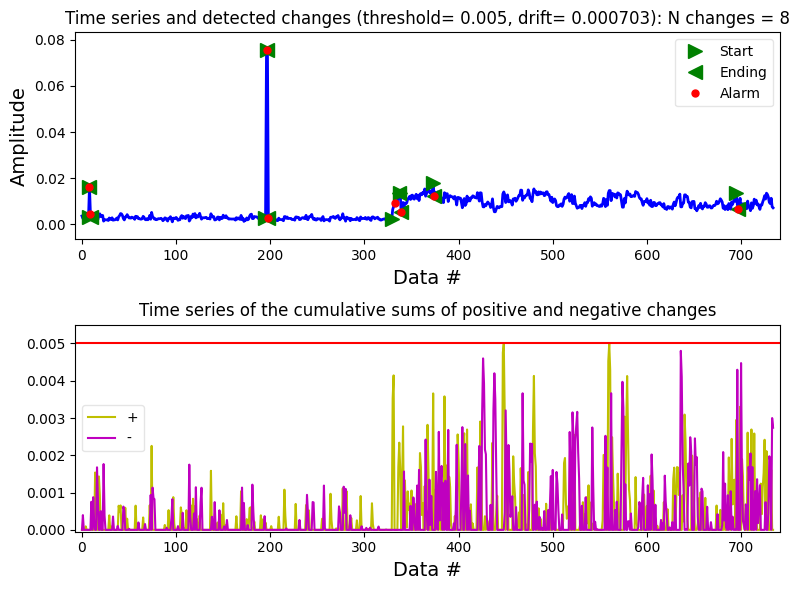 Time series and detected changes (threshold= 0.005, drift= 0.000703): N changes = 8
Amplitude
0.08
0.06
0.04
0.02
0.00
Start
Ending
Alarm
0 100 200 300 400 500 600 700
Data #
Time series of the cumulative sums of positive and negative changes
0.005
0.004
0.003
0.002
0.001
0.000
+
-
0 100 200 300 400 500 600 700
Data #